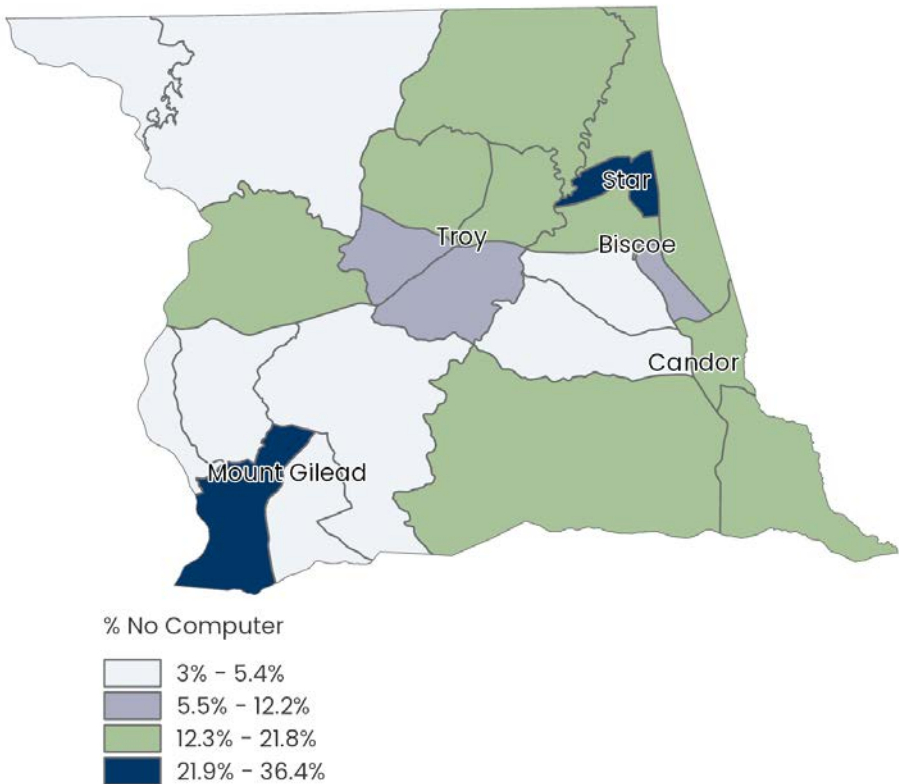 Star
Troy
Biscoe
Candor
Mount Gilead
% No Computer
3% - 5.4%
5.5% - 12.2%
12.3% - 21.8%
21.9% - 36.4%